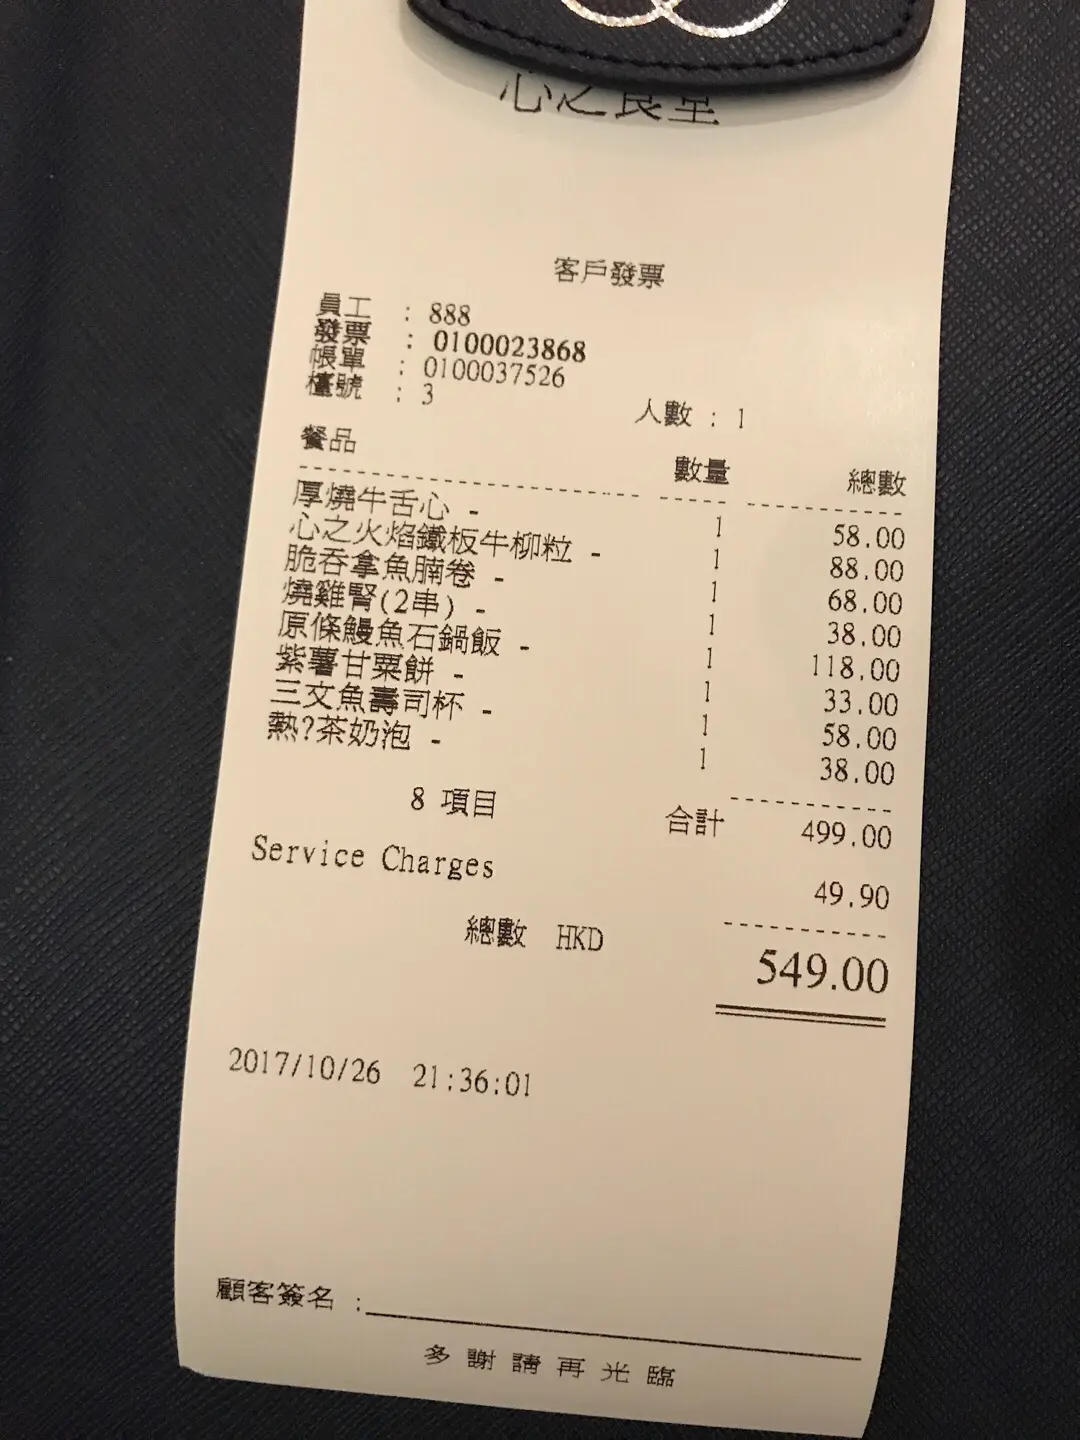 心之食堂
客戶發票
員工 : 888
發票 : 0100023868
帳單 : 0100037526
檯號 : 3 人數 : 1
餐品 數量 總數
厚燒牛舌心 - 1 58.00
心之火焰鐵板牛柳粒 - 1 88.00
脆吞拿魚腩卷 - 1 68.00
燒雞腎(2串) - 1 38.00
原條鰻魚石鍋飯 - 1 118.00
紫薯甘粟餅 - 1 33.00
三文魚壽司杯 - 1 58.00
熱?茶奶泡 - 1 38.00
8 項目 合計 499.00
Service Charges 49.90
總數 HKD 549.00
2017/10/26 21:36:01
顧客簽名 :
多謝請再光臨